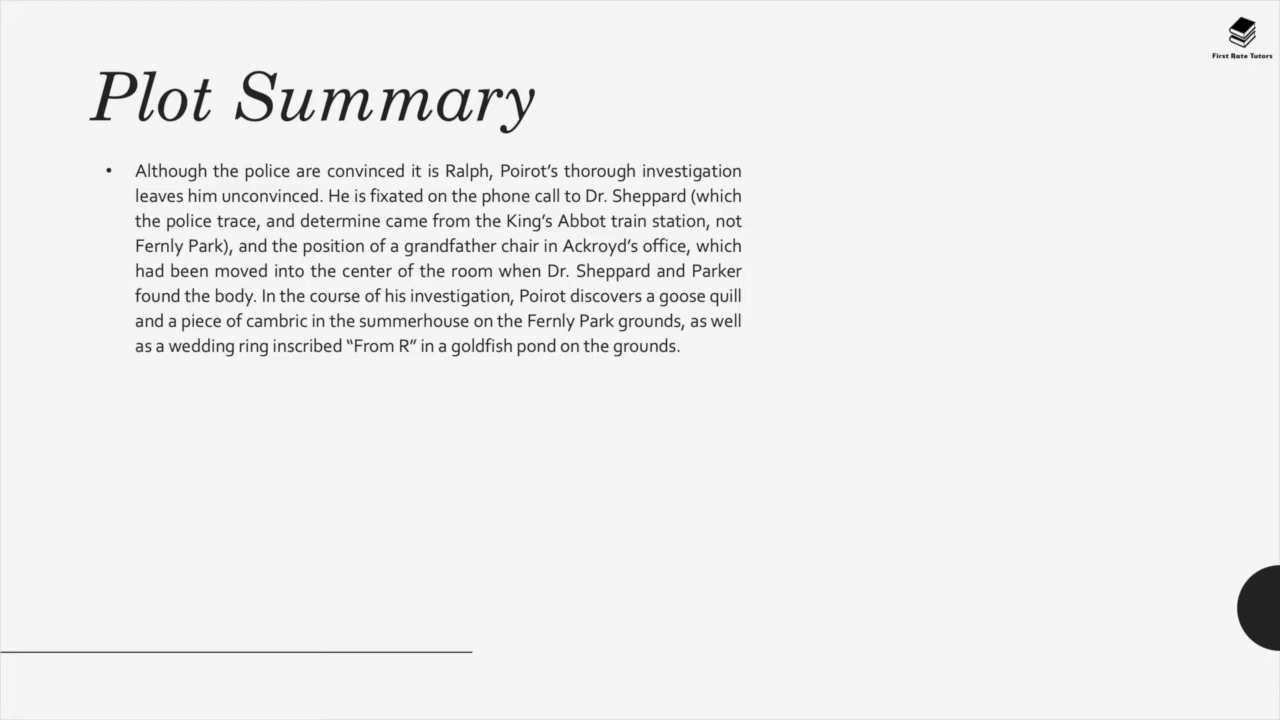 First Rate Tutors
Plot Summary
• Although the police are convinced it is Ralph, Poirot’s thorough investigation
leaves him unconvinced. He is fixated on the phone call to Dr. Sheppard (which
the police trace, and determine came from the King’s Abbot train station, not
Fernly Park), and the position of a grandfather chair in Ackroyd’s office, which
had been moved into the center of the room when Dr. Sheppard and Parker
found the body. In the course of his investigation, Poirot discovers a goose quill
and a piece of cambric in the summerhouse on the Fernly Park grounds, as well
as a wedding ring inscribed “From R” in a goldfish pond on the grounds.